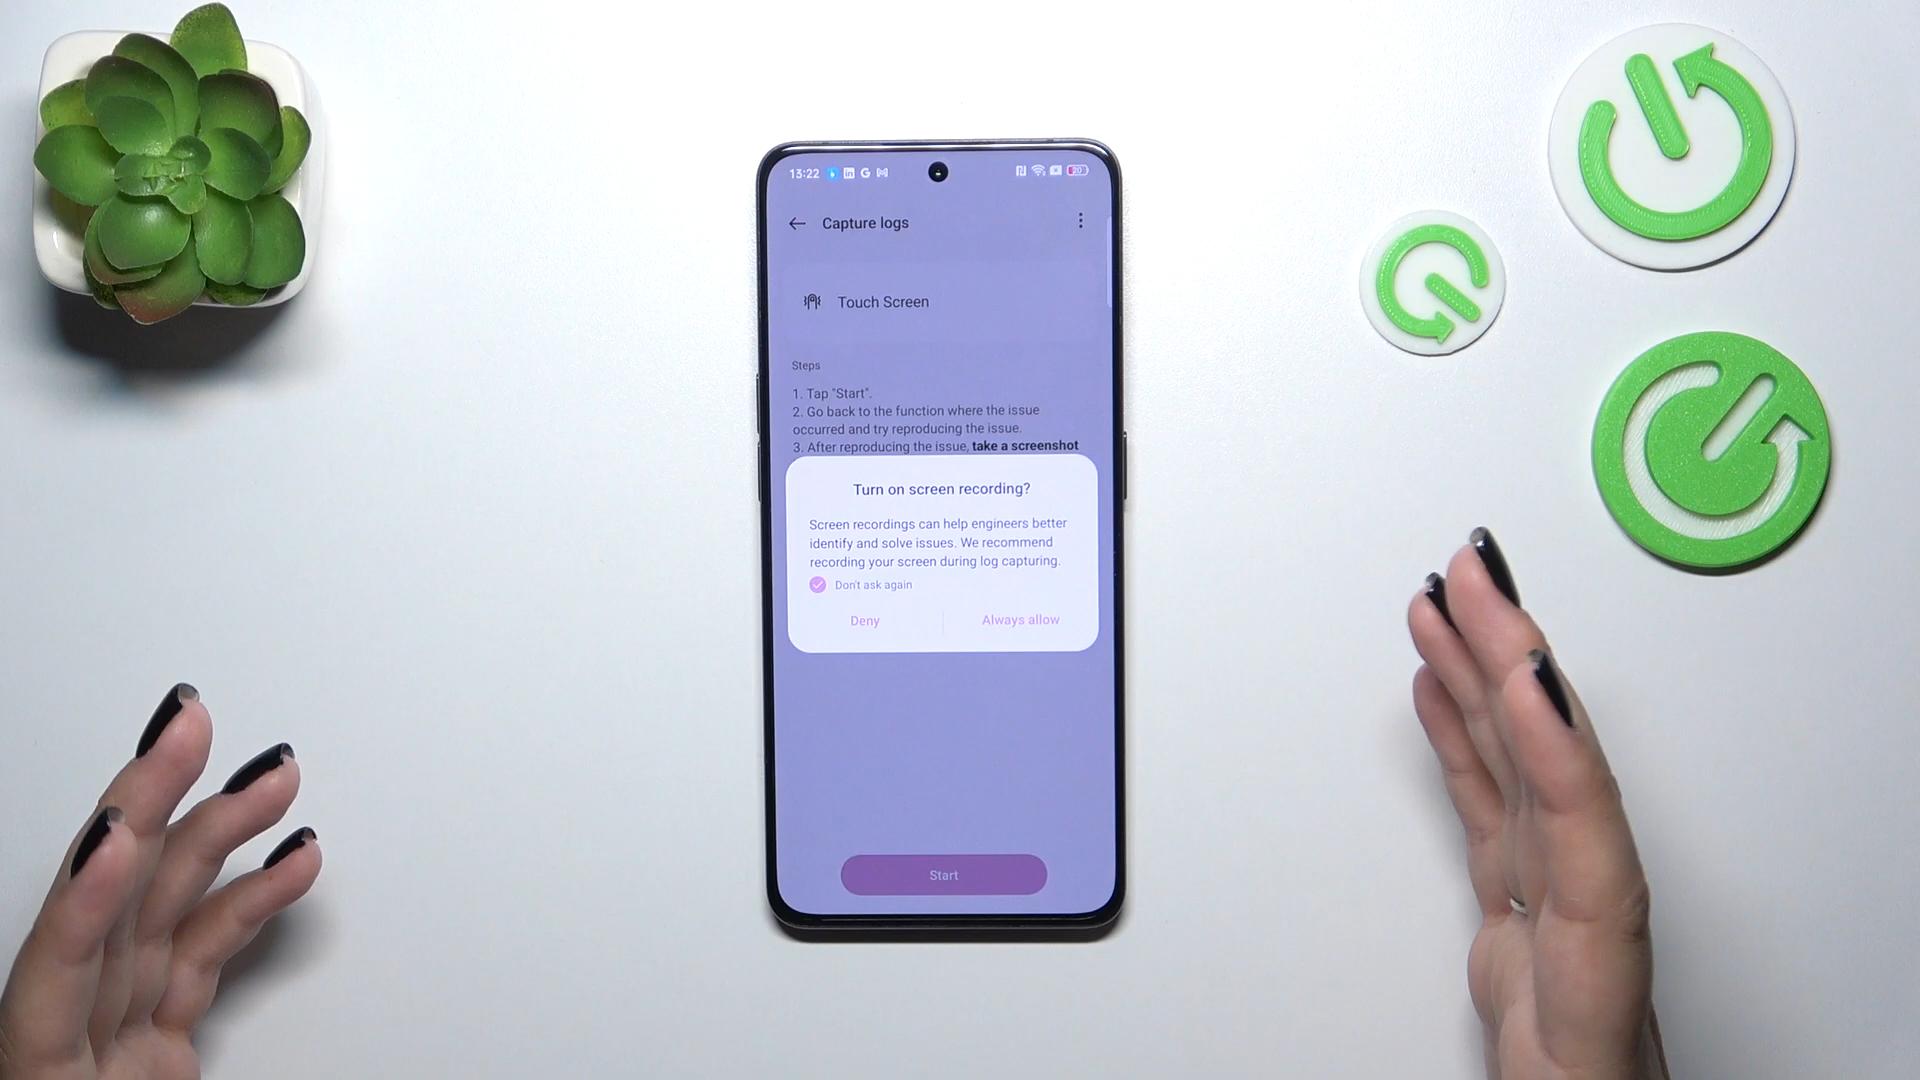 13:22
20
Capture logs
Touch Screen
Steps
1. Tap "Start".
2. Go back to the function where the issue
occurred and try reproducing the issue.
3. After reproducing the issue, take a screenshot
Turn on screen recording?
Screen recordings can help engineers better
identify and solve issues. We recommend
recording your screen during log capturing.
Don't ask again
Deny
Always allow
Start